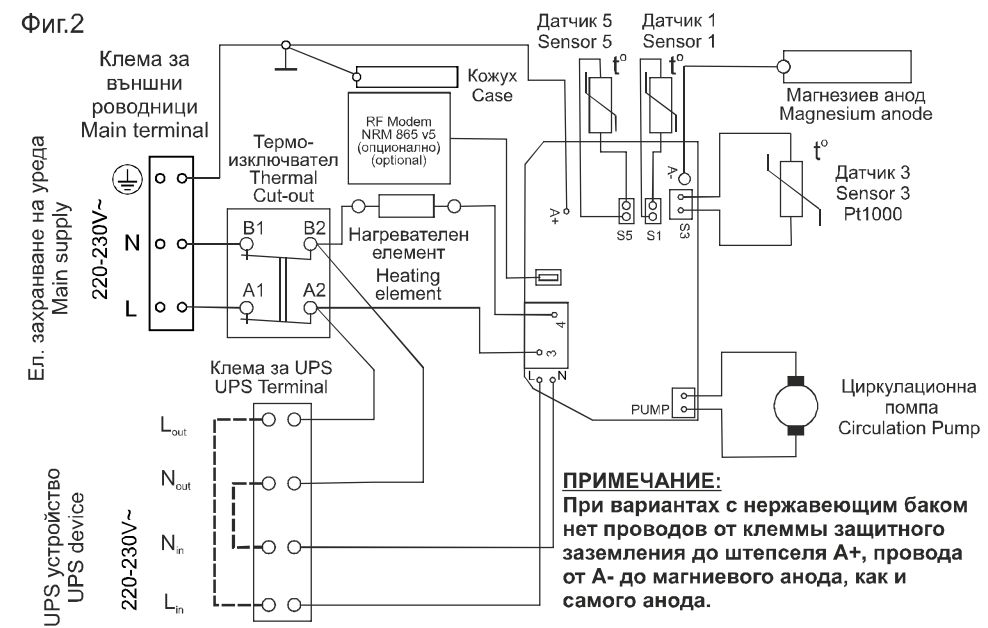 Фиг.2
Клема за
външни
роводници
Main terminal
Термо-
изключвател
Thermal
Cut-out
RF Modem
NRM 865 v5
(опционално)
(optional)
Кожух
Case
Датчик 5
Sensor 5
Датчик 1
Sensor 1
t°
t°
Магнезиев анод
Magnesium anode
t°
Датчик 3
Sensor 3
Pt1000
A+
A-
S5
S1
S3
Ел. захранване на уреда
Main supply
220-230V~
N
L
B1
B2
A1
A2
Нагревателен
елемент
Heating
element
4
3
L
N
PUMP
Циркулационна
помпа
Circulation Pump
Клема за UPS
UPS Terminal
Lout
Nout
Nin
Lin
UPS устройство
UPS device
220-230V~
ПРИМЕЧАНИЕ:
При вариантах с нержавеющим баком
нет проводов от клеммы защитного
заземления до штепселя А+, провода
от А- до магниевого анода, как и
самого анода.